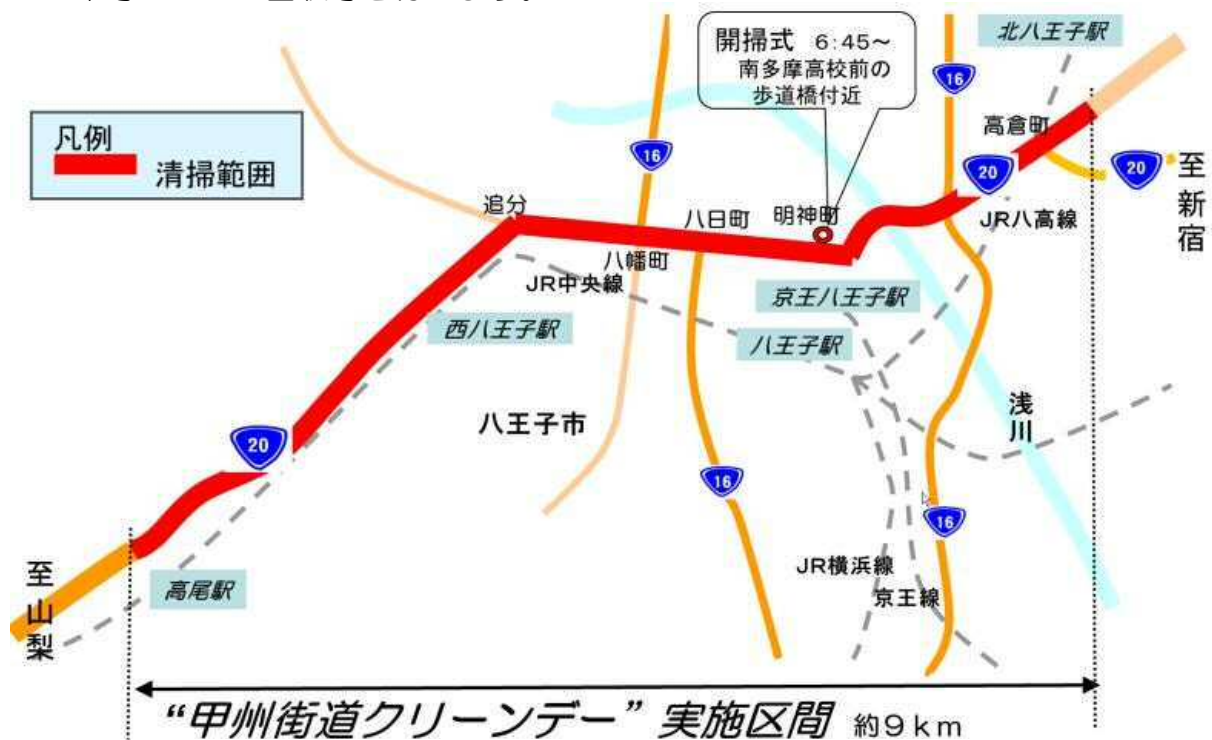 開掃式 6:45～
南多摩高校前の
歩道橋付近
北八王子駅
16
凡例
清掃範囲
高倉町
16
20
20
至新宿
追分
八日町
明神町
JR八高線
八幡町
JR中央線
京王八王子駅
西八王子駅
八王子駅
八王子市
浅川
20
16
16
JR横浜線
京王線
至山梨
高尾駅
“甲州街道クリーンデー”実施区間 約9km